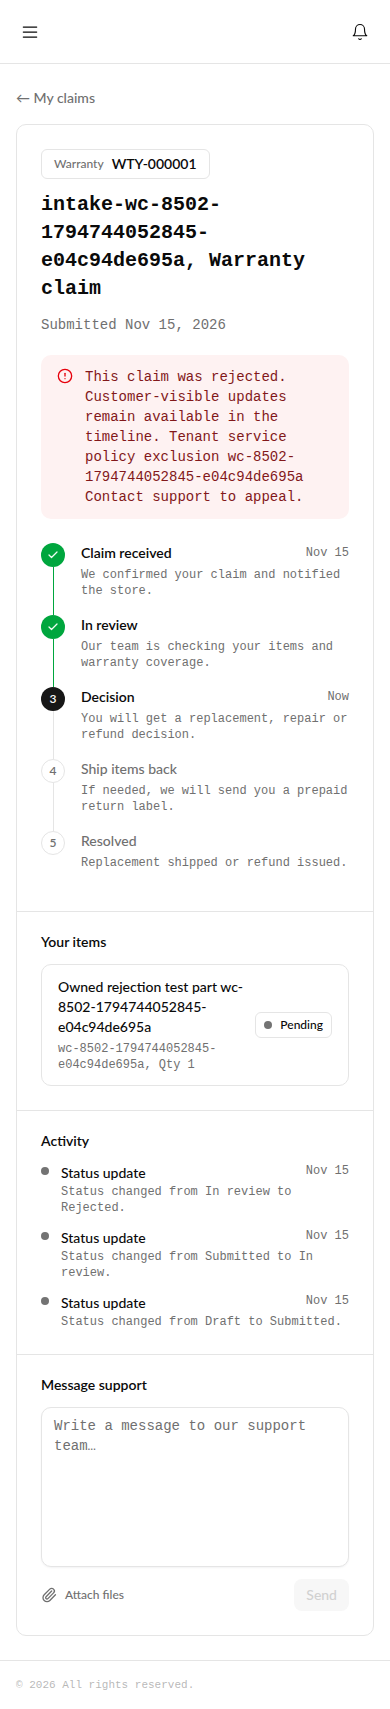 ← My claims
Warranty WTY-000001
intake-wc-8502-
1794744052845-
e04c94de695a, Warranty
claim
Submitted Nov 15, 2026
This claim was rejected.
Customer-visible updates
remain available in the
timeline. Tenant service
policy exclusion wc-8502-
1794744052845-e04c94de695a
Contact support to appeal.
Claim received Nov 15
We confirmed your claim and notified
the store.
In review
Our team is checking your items and
warranty coverage.
3 Decision Now
You will get a replacement, repair or
refund decision.
4 Ship items back
If needed, we will send you a prepaid
return label.
5 Resolved
Replacement shipped or refund issued.
Your items
Owned rejection test part wc-
8502-1794744052845-
e04c94de695a
wc-8502-1794744052845-
e04c94de695a, Qty 1
Pending
Activity
Status update Nov 15
Status changed from In review to
Rejected.
Status update Nov 15
Status changed from Submitted to In
review.
Status update Nov 15
Status changed from Draft to Submitted.
Message support
Write a message to our support
team…
Attach files Send
© 2026 All rights reserved.